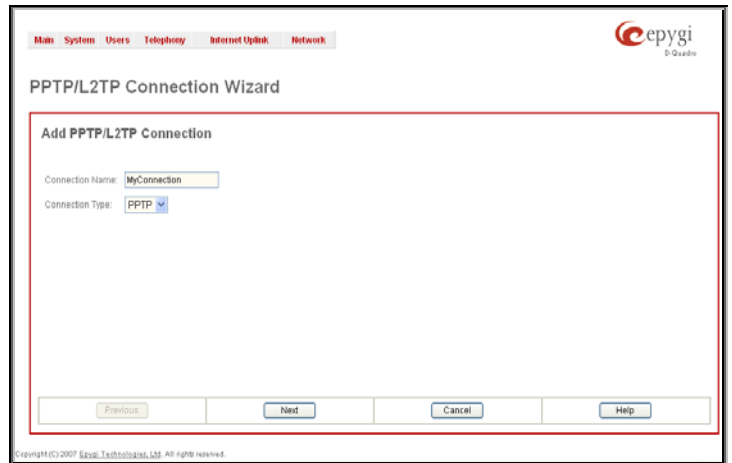 Main System Users Telephony Internet Uplink Network
epygi
D-Quadro
PPTP/L2TP Connection Wizard
Add PPTP/L2TP Connection
Connection Name: MyConnection
Connection Type: PPTP
Previous Next Cancel Help
Copyright (C) 2007 Epygi Technologies, Ltd. All rights reserved.